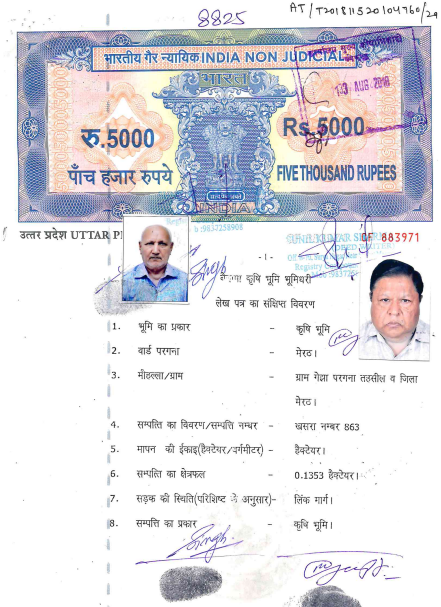 8825
AT/T201811520104760/29
भारतीय गैर न्यायिक INDIA NON JUDICIAL
भारत
13 AUG 2018
रु.5000
Rs.5000
पाँच हजार रुपये
FIVE THOUSAND RUPEES
INDIA
उत्तर प्रदेश UTTAR
883971
-1-
कृषि भूमि भूमिधरी
लेख पत्र का संक्षिप्त विवरण
1. भूमि का प्रकार - कृषि भूमि
2. वार्ड परगना - मेरठ।
3. मौहल्ला/ग्राम - ग्राम गेझा परगना तहसील व जिला
मेरठ।
4. सम्पत्ति का विवरण/सम्पत्ति नम्बर - खसरा नम्बर 863
5. मापन की ईकाई(हैक्टेयर/वर्गमीटर) - हैक्टेयर।
6. सम्पत्ति का क्षेत्रफल - 0.1353 हैक्टेयर।
7. सड़क की स्थिति(परिशिष्ट के अनुसार)- लिंक मार्ग।
8. सम्पत्ति का प्रकार - कृषि भूमि।
Singh